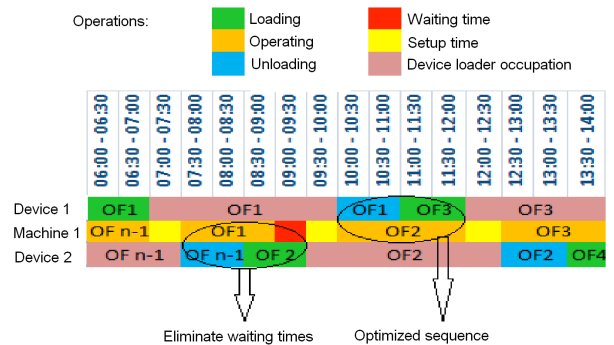 Operations:
Loading
Waiting time
Operating
Setup time
Unloading
Device loader occupation
06:00 - 06:30
06:30 - 07:00
07:00 - 07:30
07:30 - 08:00
08:00 - 08:30
08:30 - 09:00
09:00 - 09:30
09:30 - 10:00
10:00 - 10:30
10:30 - 11:00
11:00 - 11:30
11:30 - 12:00
12:00 - 12:30
12:30 - 13:00
13:00 - 13:30
13:30 - 14:00
Device 1 OF1 OF1 OF1 OF3 OF3
Machine 1 OF n-1 OF1 OF2 OF3
Device 2 OF n-1 OF n-1 OF 2 OF2 OF2 OF4
Eliminate waiting times Optimized sequence